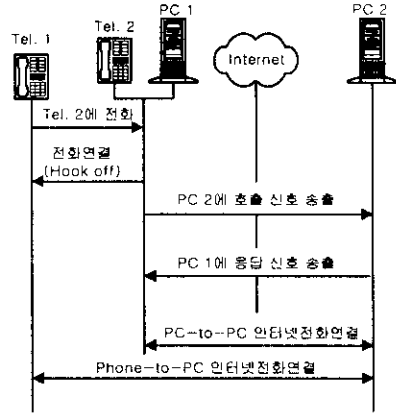 Tel. 1
Tel. 2
PC 1
Internet
PC 2
Tel. 2에 전화
전화연결
(Hook off)
PC 2에 호출 신호 송출
PC 1에 응답 신호 송출
PC-to-PC 인터넷전화연결
Phone-to-PC 인터넷전화연결